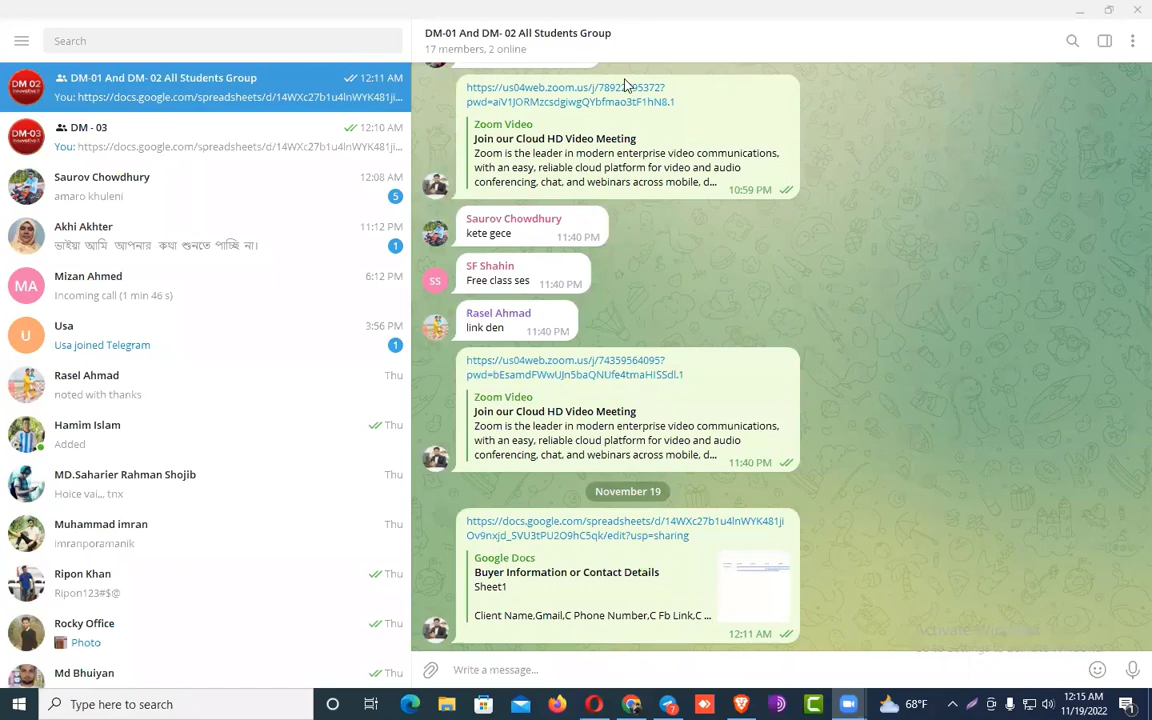 Search
DM-01 And DM- 02 All Students Group
17 members, 2 online
DM 02
DM-01 And DM- 02 All Students Group
12:11 AM
You: https://docs.google.com/spreadsheets/d/14WXc27b1u4lnWYK481ji...
DM-03
DM - 03
12:10 AM
You: https://docs.google.com/spreadsheets/d/14WXc27b1u4lnWYK481ji...
Saurov Chowdhury
12:08 AM
amaro khuleni
5
Akhi Akhter
11:12 PM
ভাইয়া আমি আপনার কথা শুনতে পাচ্ছি না।
1
MA
Mizan Ahmed
6:12 PM
Incoming call (1 min 46 s)
U
Usa
3:56 PM
Usa joined Telegram
1
Rasel Ahmad
Thu
noted with thanks
Hamim Islam
Thu
Added
MD.Saharier Rahman Shojib
Thu
Hoice vai,,, tnx
Muhammad imran
Thu
imranporamanik
Ripon Khan
Thu
Ripon123#$@
Rocky Office
Thu
Photo
Md Bhuiyan
Thu
pwd=aiV1JORMzcsdgiwgQYbfmao3tF1hN8.1
Zoom Video
Join our Cloud HD Video Meeting
Zoom is the leader in modern enterprise video communications,
with an easy, reliable cloud platform for video and audio
conferencing, chat, and webinars across mobile, d...
10:59 PM
Saurov Chowdhury
kete gece
11:40 PM
SS
SF Shahin
Free class ses
11:40 PM
Rasel Ahmad
link den
11:40 PM
https://us04web.zoom.us/j/74359564095?
pwd=bEsamdFWwUJn5baQNUfe4tmaHISSdl.1
Zoom Video
Join our Cloud HD Video Meeting
Zoom is the leader in modern enterprise video communications,
with an easy, reliable cloud platform for video and audio
conferencing, chat, and webinars across mobile, d...
11:40 PM
November 19
https://docs.google.com/spreadsheets/d/14WXc27b1u4lnWYK481ji
Ov9nxjd_SVU3tPU2O9hC5qk/edit?usp=sharing
Google Docs
Buyer Information or Contact Details
Sheet1
Client Name,Gmail,C Phone Number,C Fb Link,C ...
12:11 AM
Activate Windows
Write a message...
Type here to search
68°F
12:15 AM
11/19/2022